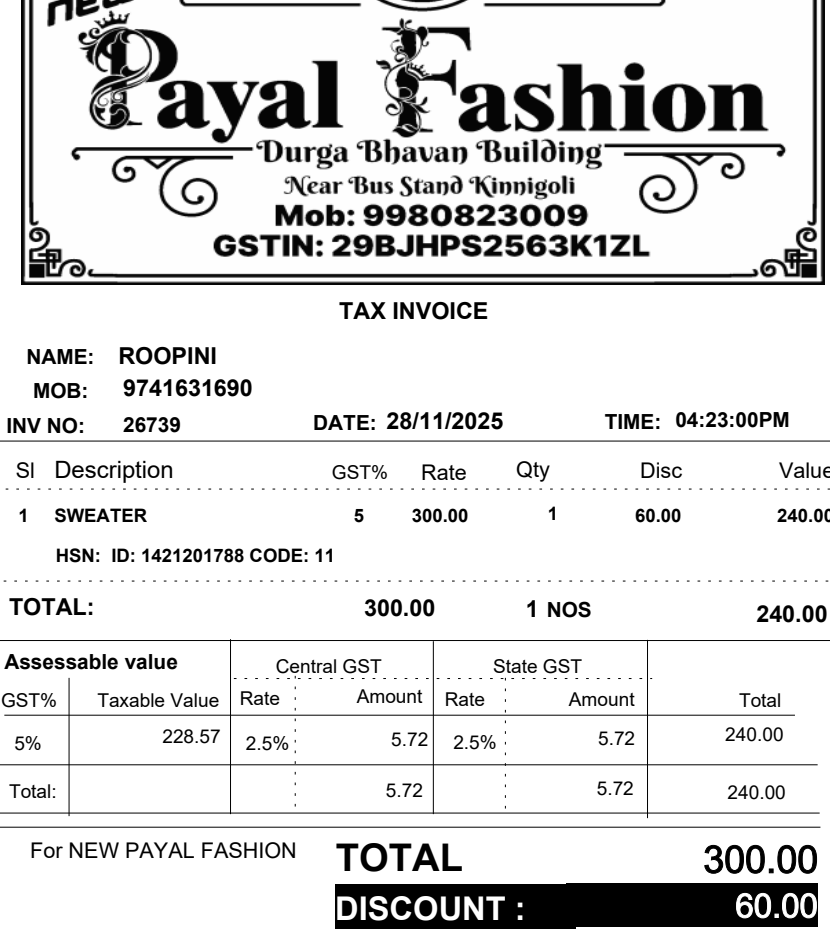 new
Payal Fashion
Durga Bhavan Building
Near Bus Stand Kinnigoli
Mob: 9980823009
GSTIN: 29BJHPS2563K1ZL
TAX INVOICE
NAME: ROOPINI
MOB: 9741631690
INV NO: 26739 DATE: 28/11/2025 TIME: 04:23:00PM
Sl Description GST% Rate Qty Disc Value
1 SWEATER 5 300.00 1 60.00 240.00
HSN: ID: 1421201788 CODE: 11
TOTAL: 300.00 1 NOS 240.00
Assessable value Central GST State GST
GST% Taxable Value Rate Amount Rate Amount Total
5% 228.57 2.5% 5.72 2.5% 5.72 240.00
Total: 5.72 5.72 240.00
For NEW PAYAL FASHION TOTAL 300.00
DISCOUNT : 60.00